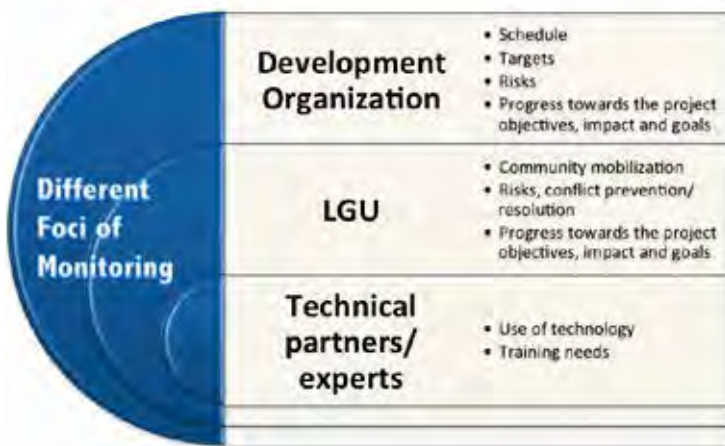 Different
Foci of
Monitoring
Development
Organization
• Schedule
• Targets
• Risks
• Progress towards the project
objectives, impact and goals
LGU
• Community mobilization
• Risks, conflict prevention/
resolution
• Progress towards the project
objectives, impact and goals
Technical
partners/
experts
• Use of technology
• Training needs